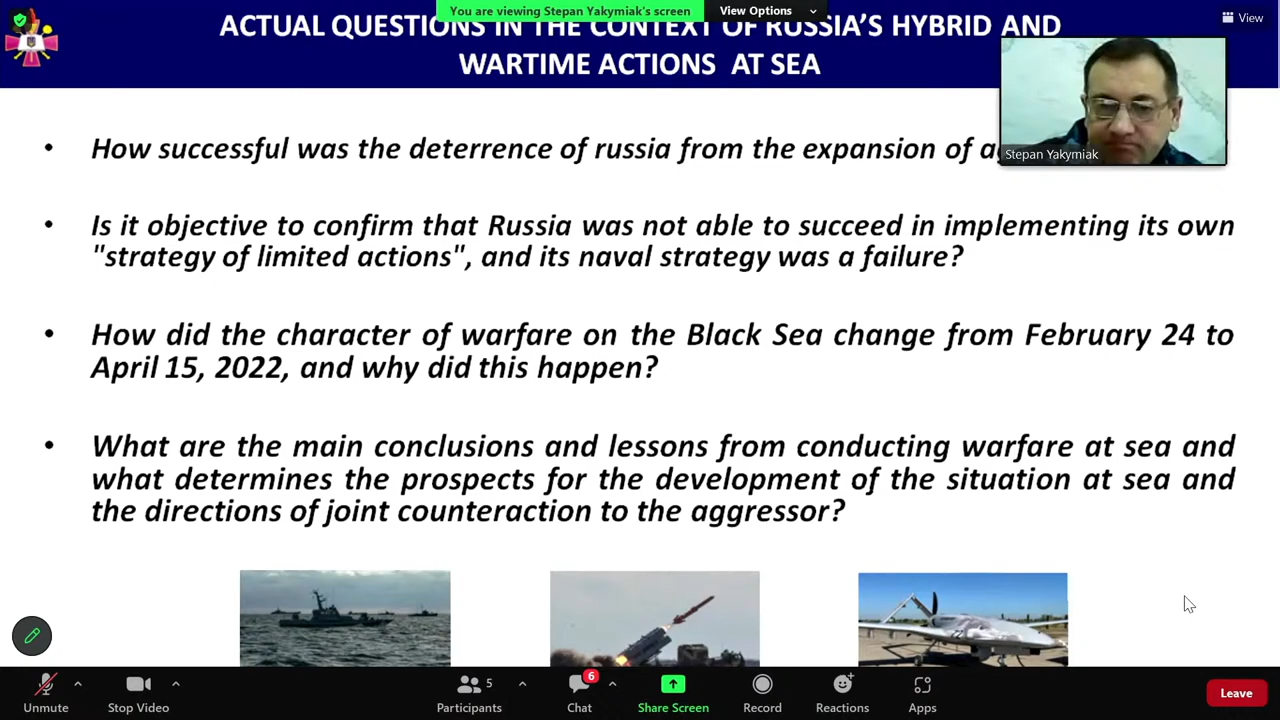 You are viewing Stepan Yakymiak's screen
View Options
View
ACTUAL QUESTIONS IN THE CONTEXT OF RUSSIA'S HYBRID AND
WARTIME ACTIONS AT SEA
Stepan Yakymiak
• How successful was the deterrence of russia from the expansion of
• Is it objective to confirm that Russia was not able to succeed in implementing its own
"strategy of limited actions", and its naval strategy was a failure?
• How did the character of warfare on the Black Sea change from February 24 to
April 15, 2022, and why did this happen?
• What are the main conclusions and lessons from conducting warfare at sea and
what determines the prospects for the development of the situation at sea and
the directions of joint counteraction to the aggressor?
5
6
Unmute
Stop Video
Participants
Chat
Share Screen
Record
Reactions
Apps
Leave